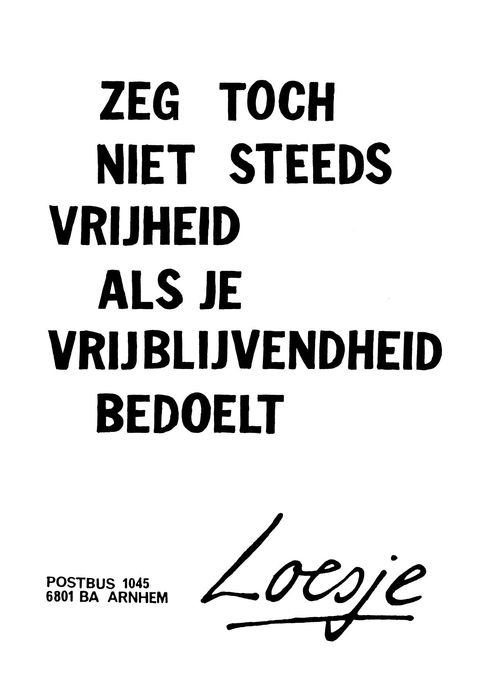 ZEG TOCH
NIET STEEDS
VRIJHEID
ALS JE
VRIJBLIJVENDHEID
BEDOELT
Loesje
POSTBUS 1045
6801 BA ARNHEM